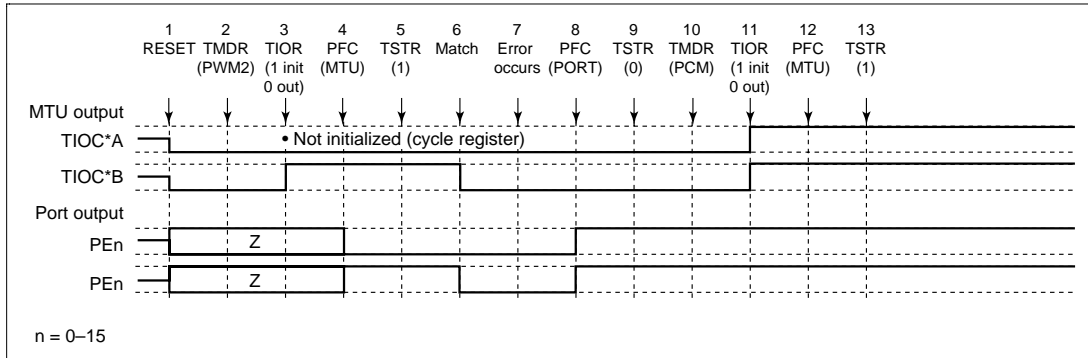 1 2 3 4 5 6 7 8 9 10 11 12 13
RESET TMDR TIOR PFC TSTR Match Error PFC TSTR TMDR TIOR PFC TSTR
(PWM2) (1 init (MTU) (1) occurs (PORT) (0) (PCM) (1 init (MTU) (1)
0 out) 0 out)
MTU output
TIOC*A • Not initialized (cycle register)
TIOC*B
Port output
PEn Z
PEn Z
n = 0–15